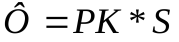 Ô = PK * S